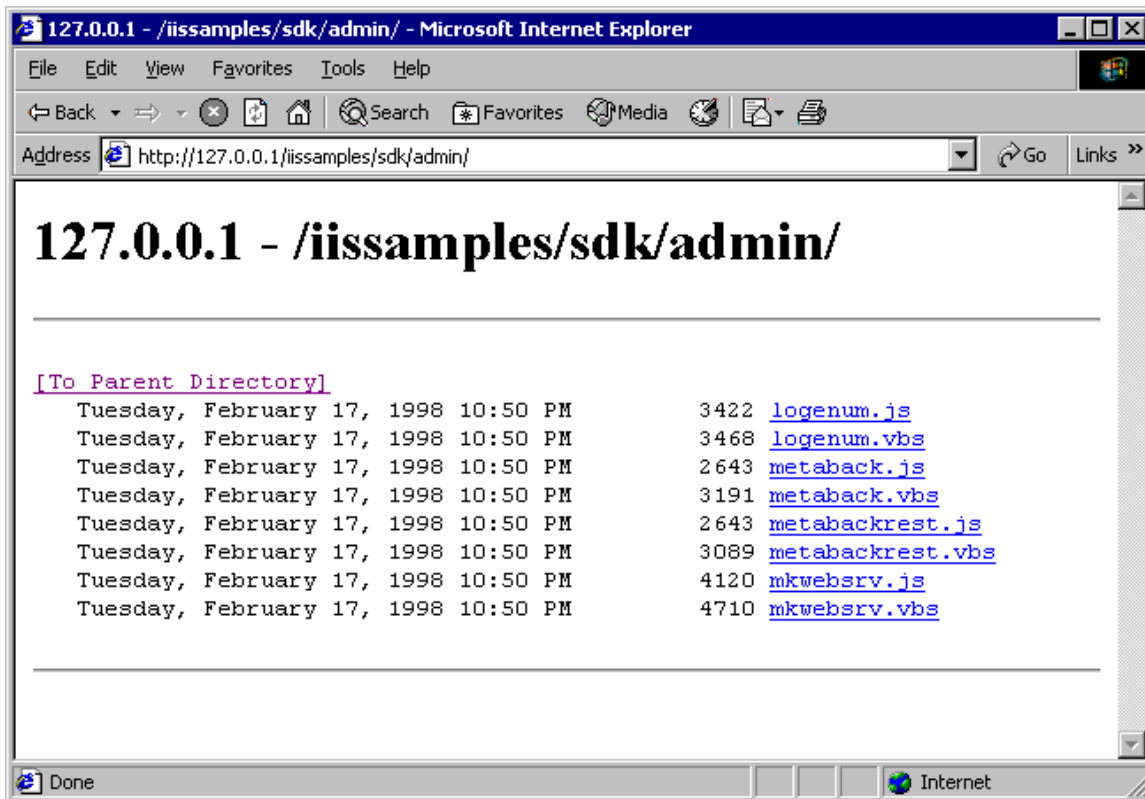 127.0.0.1 - /iissamples/sdk/admin/ - Microsoft Internet Explorer
File Edit View Favorites Tools Help
Back Search Favorites Media
Address http://127.0.0.1/iissamples/sdk/admin/ Go Links »
127.0.0.1 - /iissamples/sdk/admin/
[To Parent Directory]
Tuesday, February 17, 1998 10:50 PM 3422 logenum.js
Tuesday, February 17, 1998 10:50 PM 3468 logenum.vbs
Tuesday, February 17, 1998 10:50 PM 2643 metaback.js
Tuesday, February 17, 1998 10:50 PM 3191 metaback.vbs
Tuesday, February 17, 1998 10:50 PM 2643 metabackrest.js
Tuesday, February 17, 1998 10:50 PM 3089 metabackrest.vbs
Tuesday, February 17, 1998 10:50 PM 4120 mkwebsrv.js
Tuesday, February 17, 1998 10:50 PM 4710 mkwebsrv.vbs
Done Internet